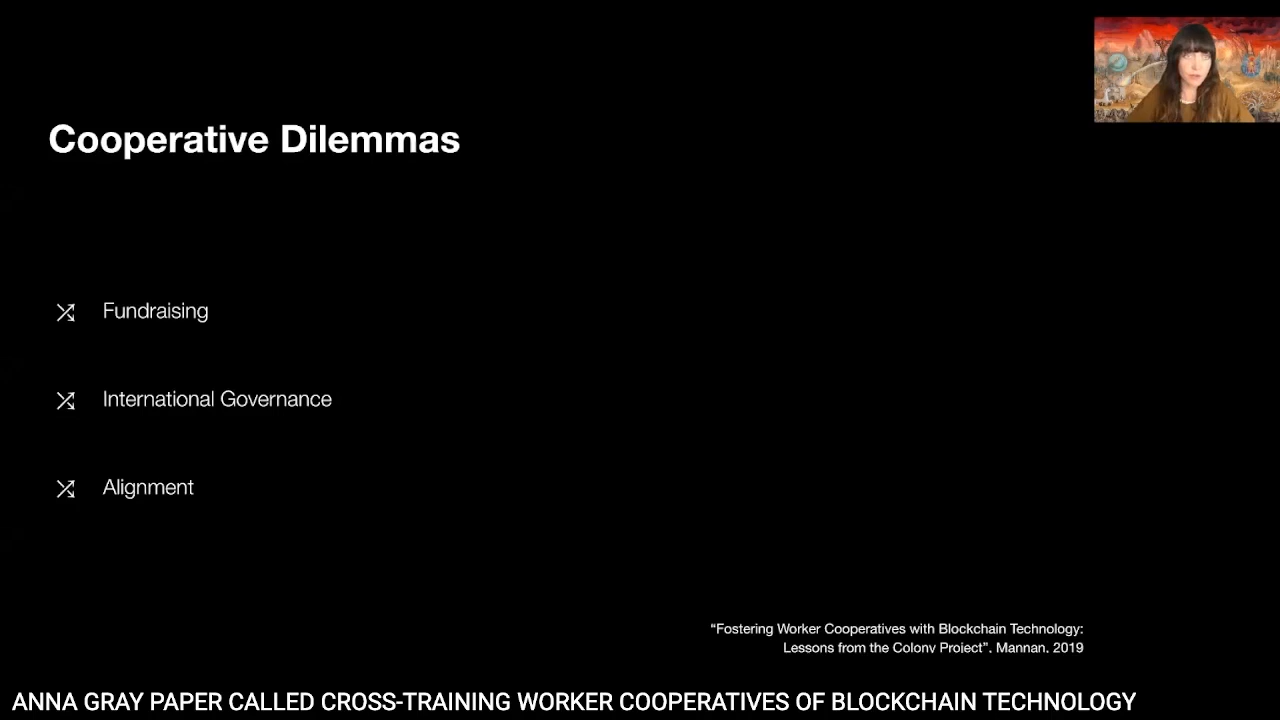 Cooperative Dilemmas
Fundraising
International Governance
Alignment
“Fostering Worker Cooperatives with Blockchain Technology:
Lessons from the Colony Project”. Mannan. 2019
ANNA GRAY PAPER CALLED CROSS-TRAINING WORKER COOPERATIVES OF BLOCKCHAIN TECHNOLOGY